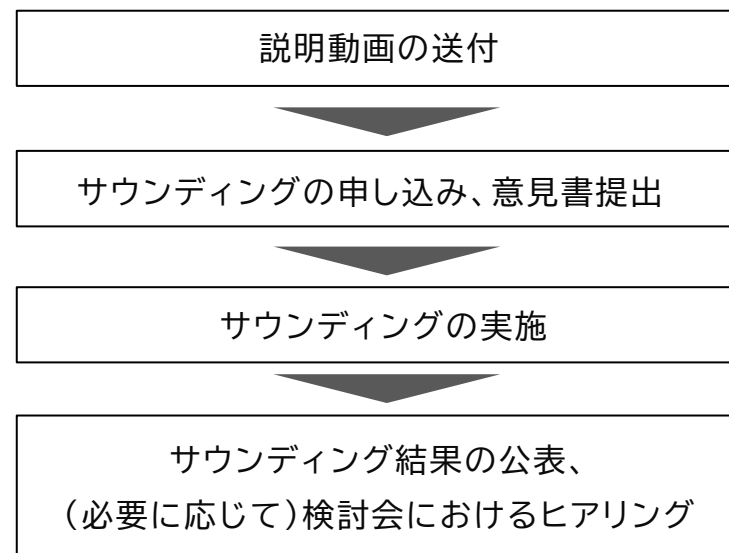 説明動画の送付
サウンディングの申し込み、意見書提出
サウンディングの実施
サウンディング結果の公表、
（必要に応じて）検討会におけるヒアリング